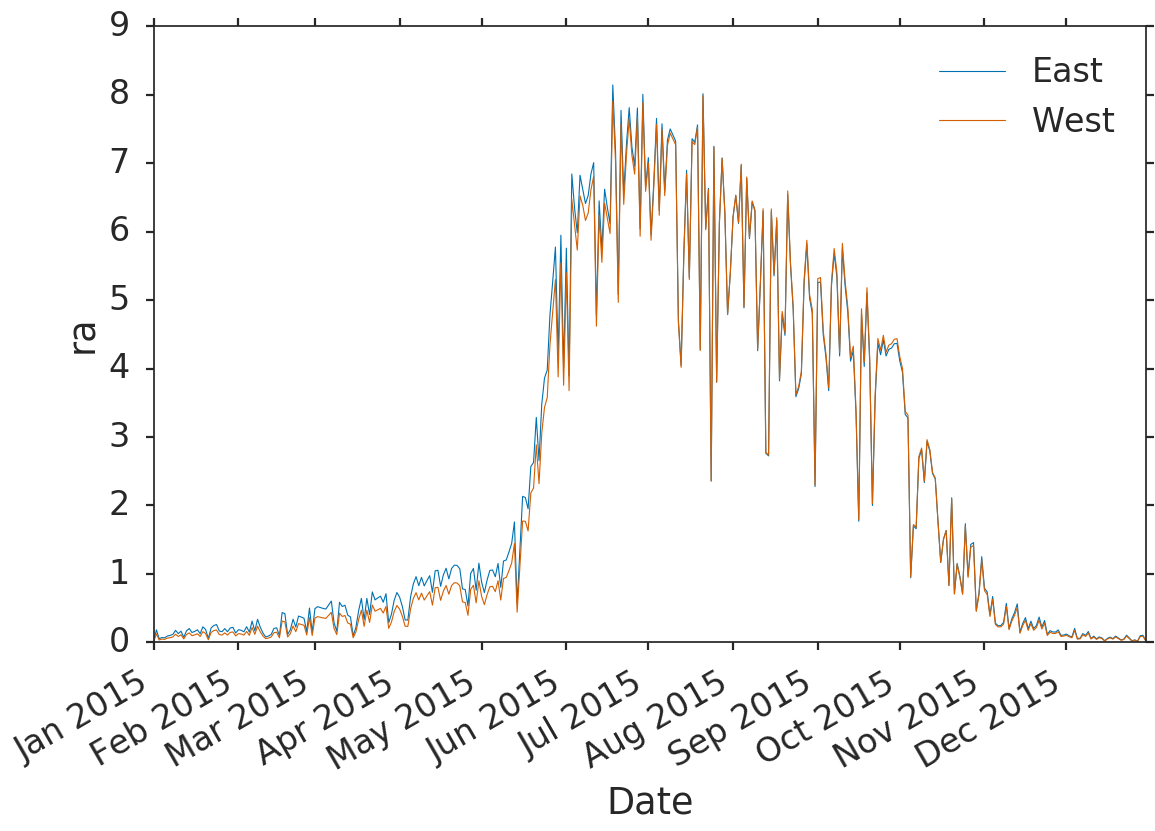 9
8
7
6
5
4
3
2
1
0
ra
East
West
Jan 2015
Feb 2015
Mar 2015
Apr 2015
May 2015
Jun 2015
Jul 2015
Aug 2015
Sep 2015
Oct 2015
Nov 2015
Dec 2015
Date